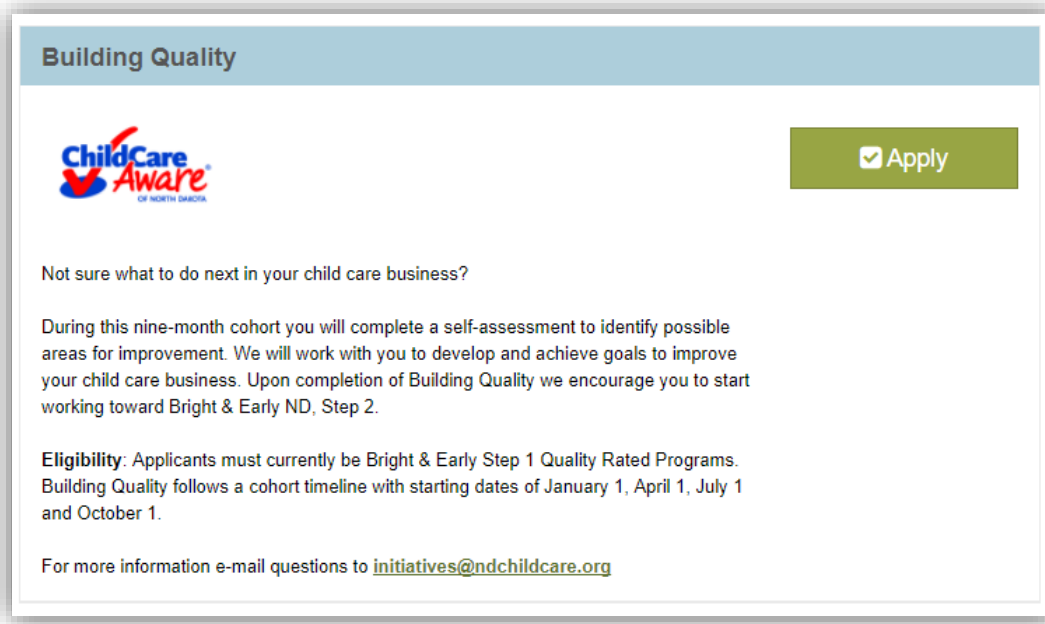 Building Quality
ChildCare
Aware®
OF NORTH DAKOTA
Apply
Not sure what to do next in your child care business?
During this nine-month cohort you will complete a self-assessment to identify possible
areas for improvement. We will work with you to develop and achieve goals to improve
your child care business. Upon completion of Building Quality we encourage you to start
working toward Bright & Early ND, Step 2.
Eligibility: Applicants must currently be Bright & Early Step 1 Quality Rated Programs.
Building Quality follows a cohort timeline with starting dates of January 1, April 1, July 1
and October 1.
For more information e-mail questions to initiatives@ndchildcare.org